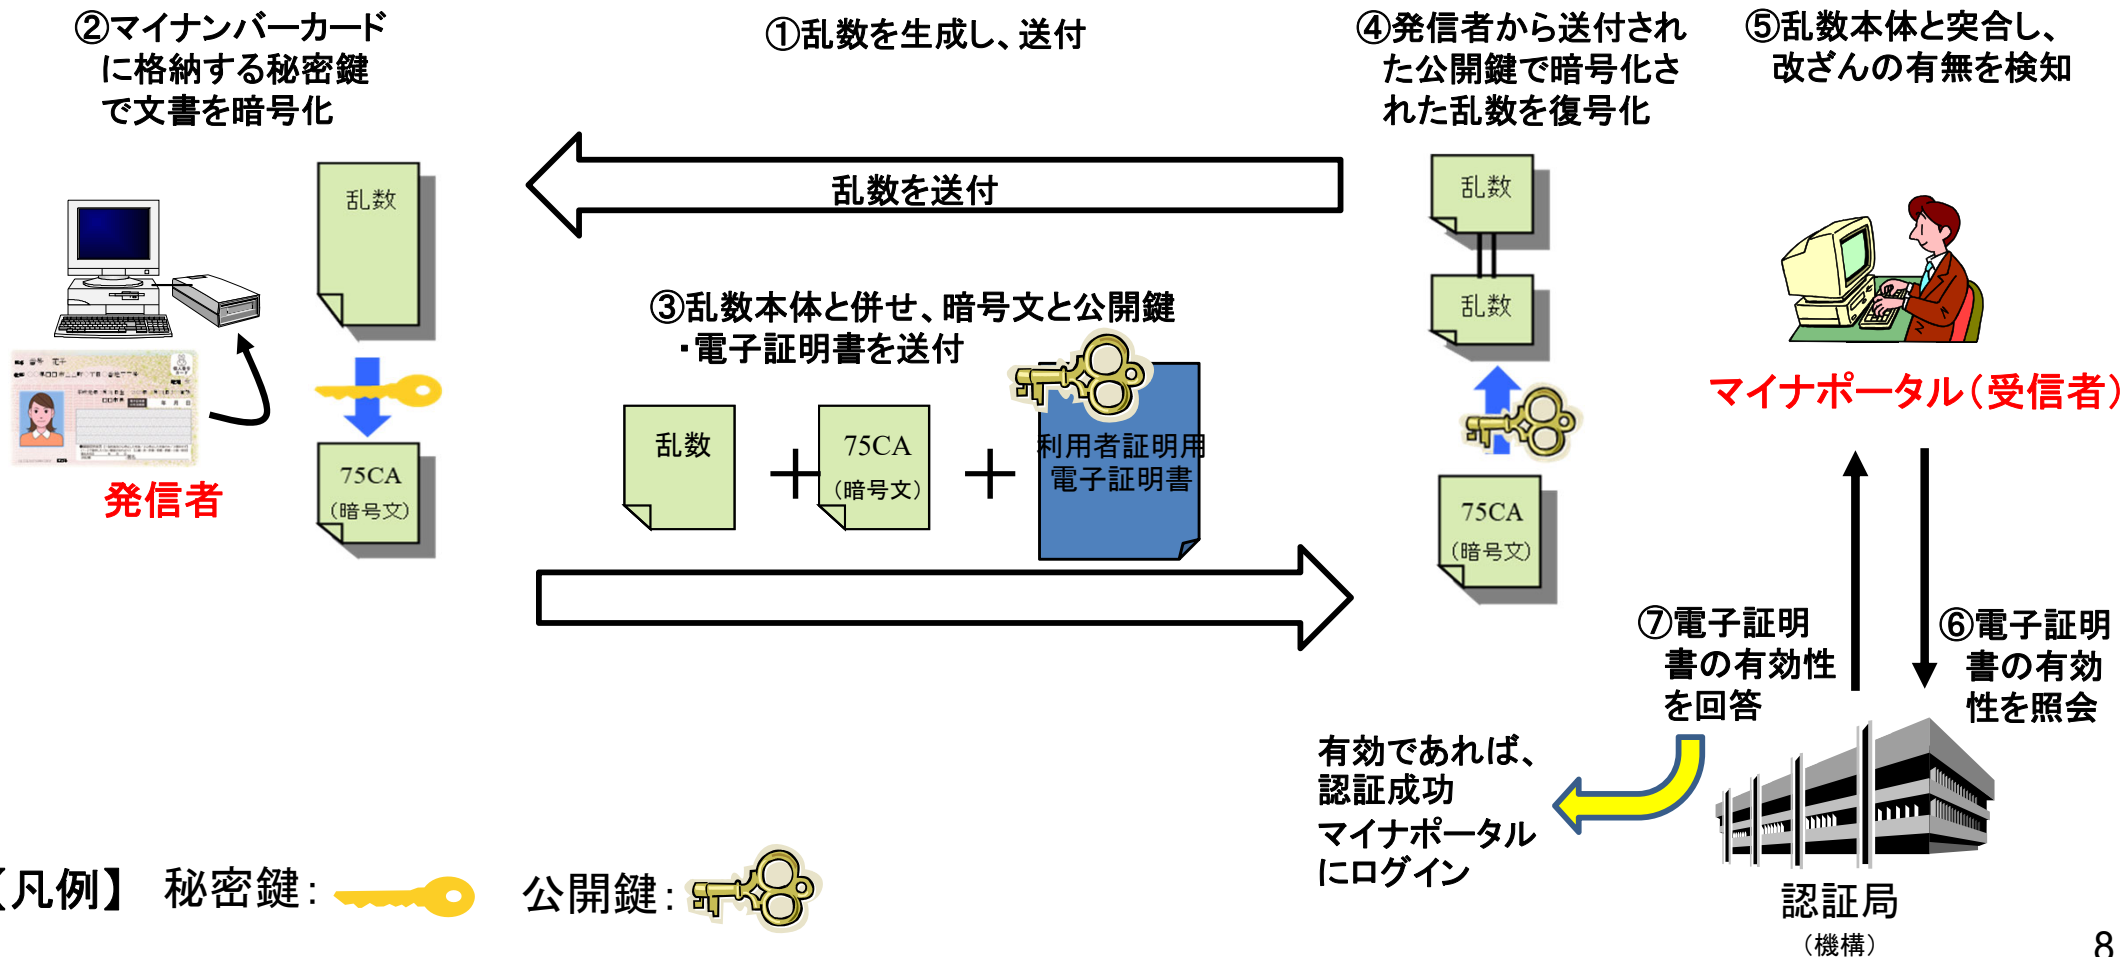 ②マイナンバーカード
に格納する秘密鍵
で文書を暗号化
①乱数を生成し、送付
④発信者から送付され
た公開鍵で暗号化さ
れた乱数を復号化
⑤乱数本体と突合し、
改ざんの有無を検知
乱数
乱数を送付
乱数
乱数
③乱数本体と併せ、暗号文と公開鍵
・電子証明書を送付
マイナポータル（受信者）
乱数
＋
75CA
（暗号文）
＋
利用者証明用
電子証明書
75CA
（暗号文）
発信者
75CA
（暗号文）
⑦電子証明
書の有効性
を回答
⑥電子証明
書の有効
性を照会
有効であれば、
認証成功
マイナポータル
にログイン
【凡例】 秘密鍵： 公開鍵：
認証局
（機構）
8